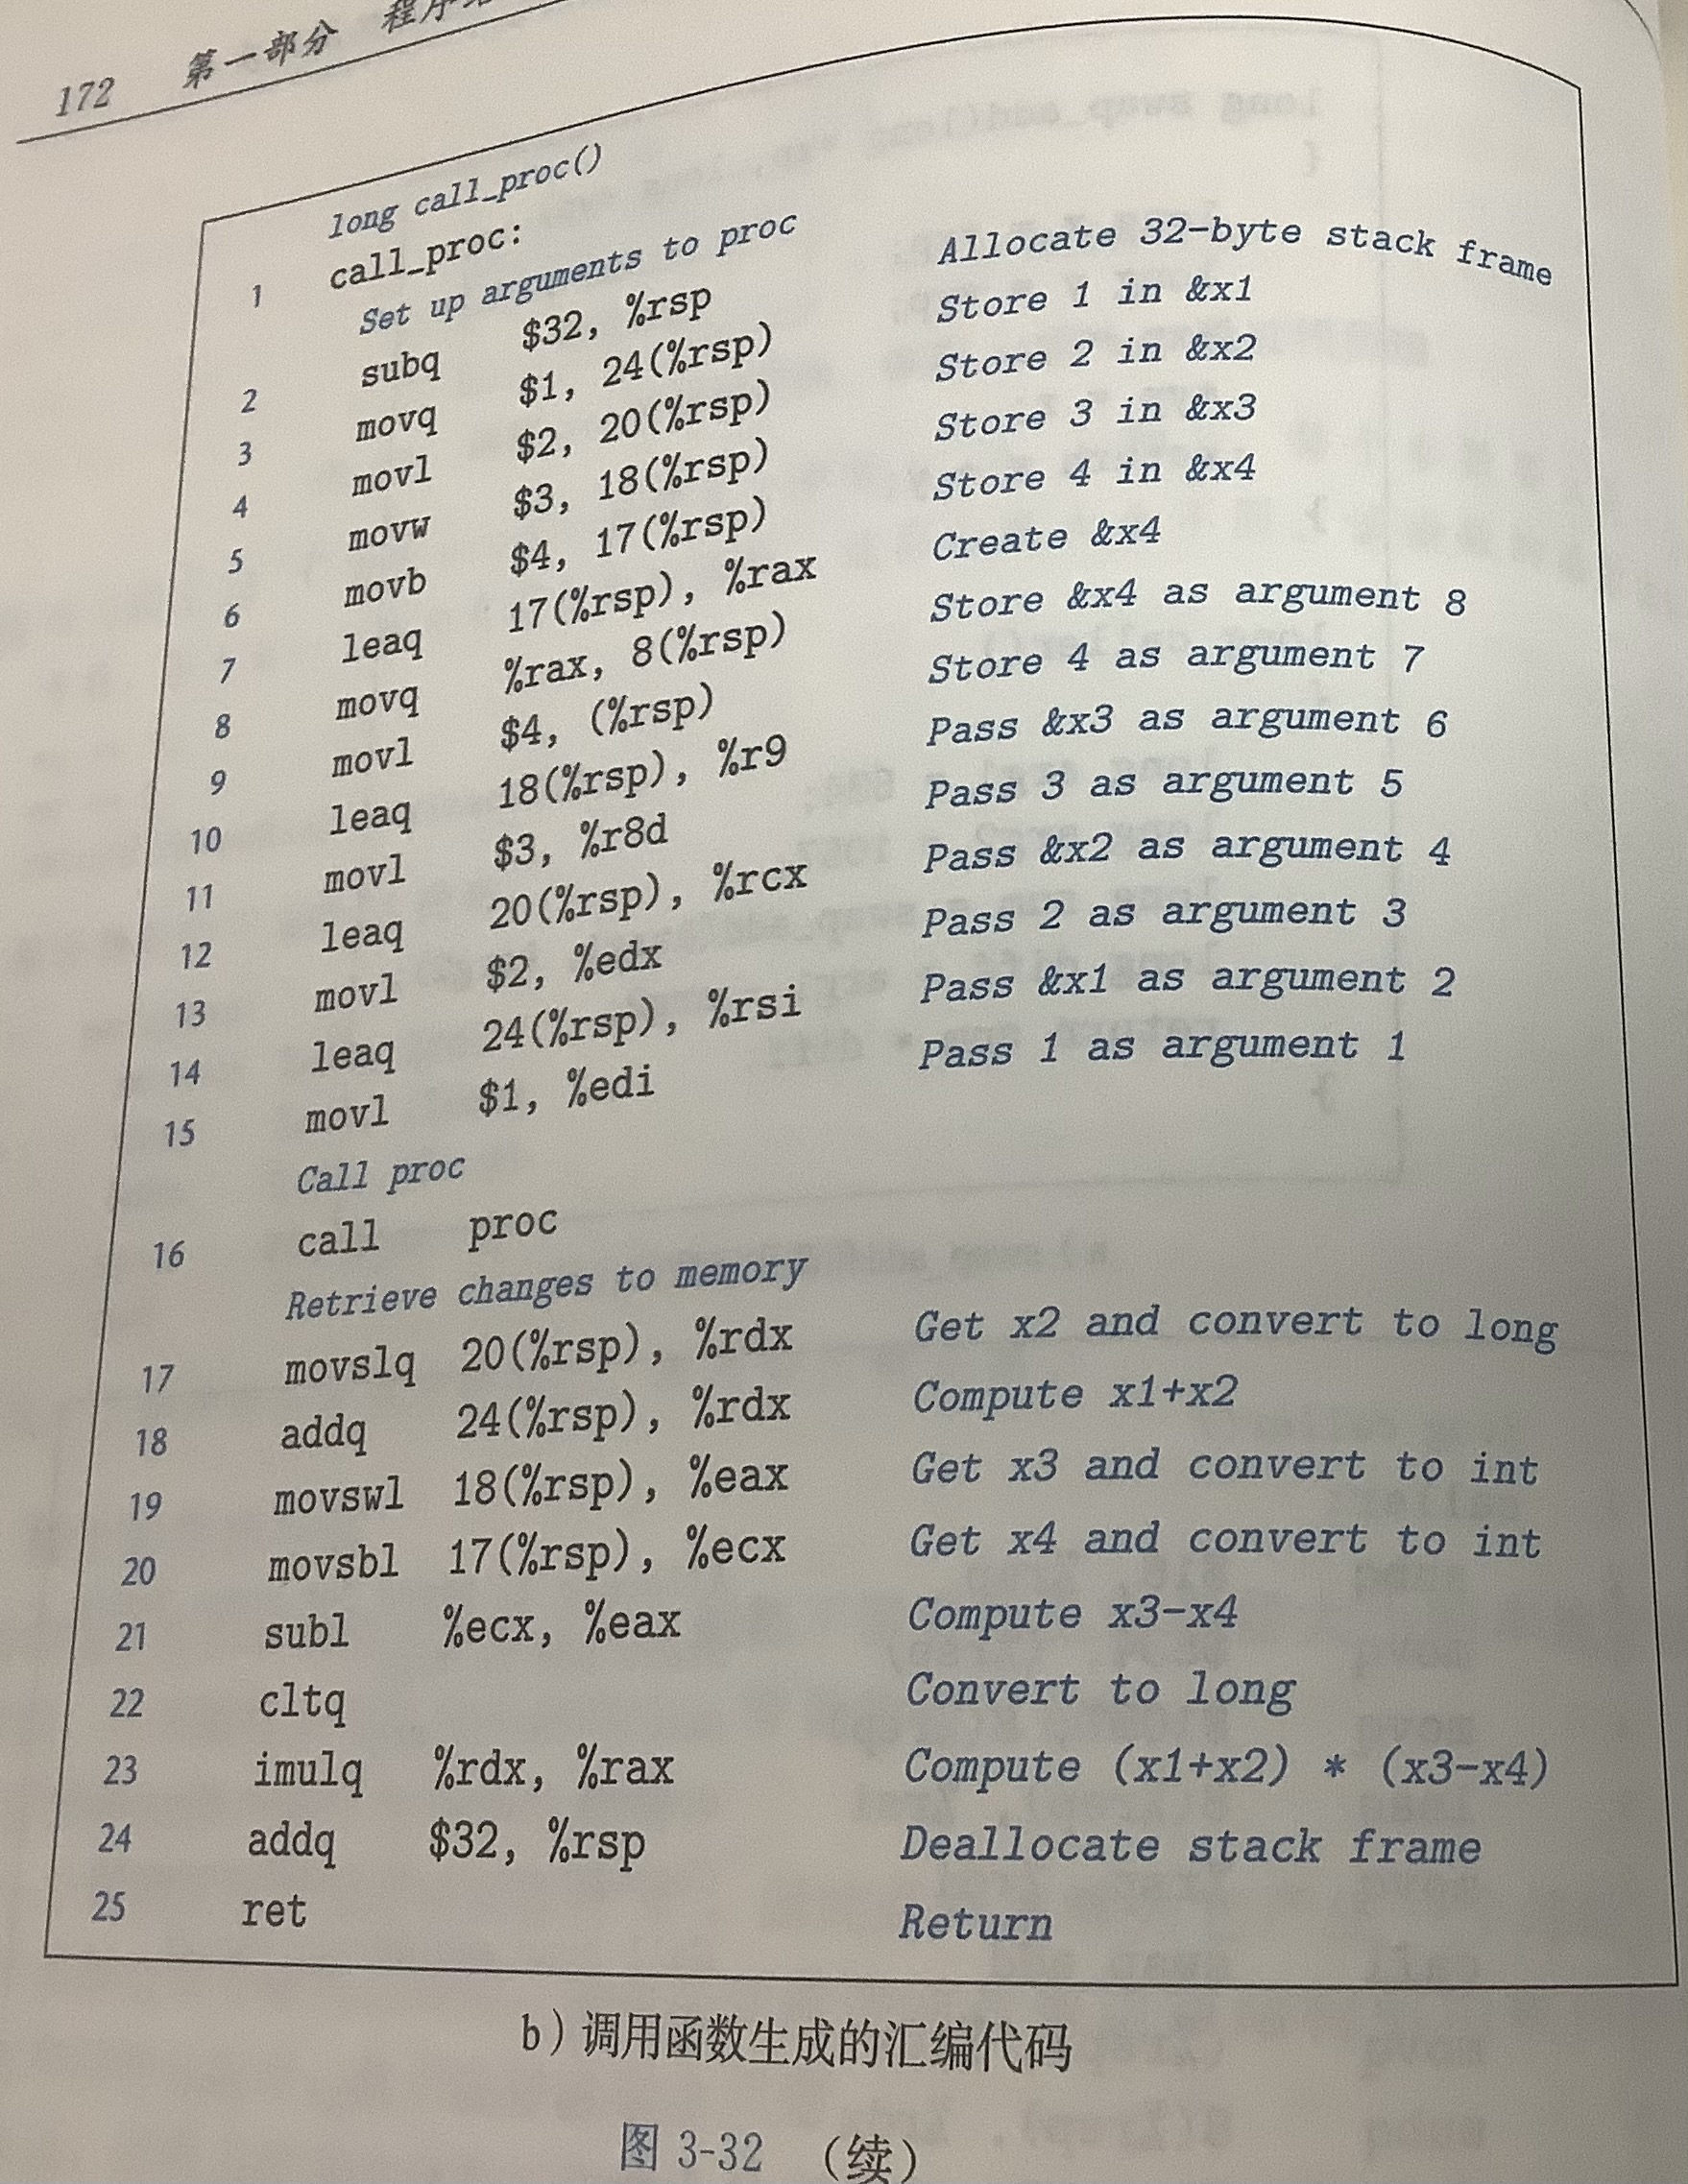 172 第一部分 程序
long call_proc()
1 call_proc:
Set up arguments to proc
2 subq $32, %rsp Allocate 32-byte stack frame
3 movq $1, 24(%rsp) Store 1 in &x1
4 movl $2, 20(%rsp) Store 2 in &x2
5 movw $3, 18(%rsp) Store 3 in &x3
6 movb $4, 17(%rsp) Store 4 in &x4
7 leaq 17(%rsp), %rax Create &x4
8 movq %rax, 8(%rsp) Store &x4 as argument 8
9 movl $4, (%rsp) Store 4 as argument 7
10 leaq 18(%rsp), %r9 Pass &x3 as argument 6
11 movl $3, %r8d Pass 3 as argument 5
12 leaq 20(%rsp), %rcx Pass &x2 as argument 4
13 movl $2, %edx Pass 2 as argument 3
14 leaq 24(%rsp), %rsi Pass &x1 as argument 2
15 movl $1, %edi Pass 1 as argument 1
Call proc
16 call proc
Retrieve changes to memory
17 movslq 20(%rsp), %rdx Get x2 and convert to long
18 addq 24(%rsp), %rdx Compute x1+x2
19 movswl 18(%rsp), %eax Get x3 and convert to int
20 movsbl 17(%rsp), %ecx Get x4 and convert to int
21 subl %ecx, %eax Compute x3-x4
22 cltq Convert to long
23 imulq %rdx, %rax Compute (x1+x2) * (x3-x4)
24 addq $32, %rsp Deallocate stack frame
25 ret Return
b)调用函数生成的汇编代码
图 3-32 (续)